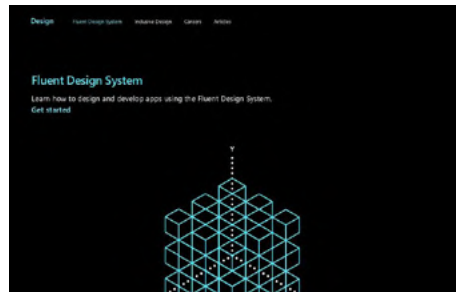 Design Fluent Design System Inclusive Design Careers Articles
Fluent Design System
Learn how to design and develop apps using the Fluent Design System.
Get started
Y